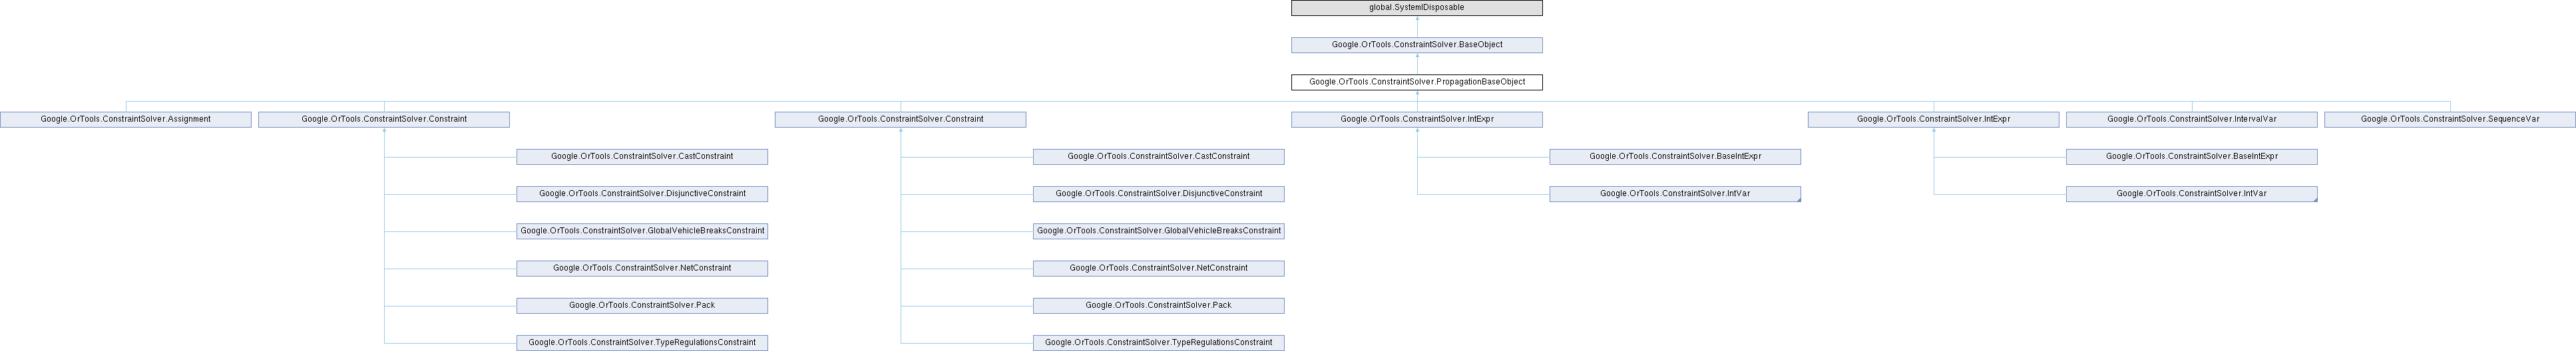 global.SystemIDisposable
Google.OrTools.ConstraintSolver.BaseObject
Google.OrTools.ConstraintSolver.PropagationBaseObject
Google.OrTools.ConstraintSolver.Assignment
Google.OrTools.ConstraintSolver.Constraint
Google.OrTools.ConstraintSolver.Constraint
Google.OrTools.ConstraintSolver.IntExpr
Google.OrTools.ConstraintSolver.IntExpr
Google.OrTools.ConstraintSolver.IntervalVar
Google.OrTools.ConstraintSolver.SequenceVar
Google.OrTools.ConstraintSolver.CastConstraint
Google.OrTools.ConstraintSolver.CastConstraint
Google.OrTools.ConstraintSolver.BaseIntExpr
Google.OrTools.ConstraintSolver.BaseIntExpr
Google.OrTools.ConstraintSolver.DisjunctiveConstraint
Google.OrTools.ConstraintSolver.DisjunctiveConstraint
Google.OrTools.ConstraintSolver.IntVar
Google.OrTools.ConstraintSolver.IntVar
Google.OrTools.ConstraintSolver.GlobalVehicleBreaksConstraint
Google.OrTools.ConstraintSolver.GlobalVehicleBreaksConstraint
Google.OrTools.ConstraintSolver.NetConstraint
Google.OrTools.ConstraintSolver.NetConstraint
Google.OrTools.ConstraintSolver.Pack
Google.OrTools.ConstraintSolver.Pack
Google.OrTools.ConstraintSolver.TypeRegulationsConstraint
Google.OrTools.ConstraintSolver.TypeRegulationsConstraint